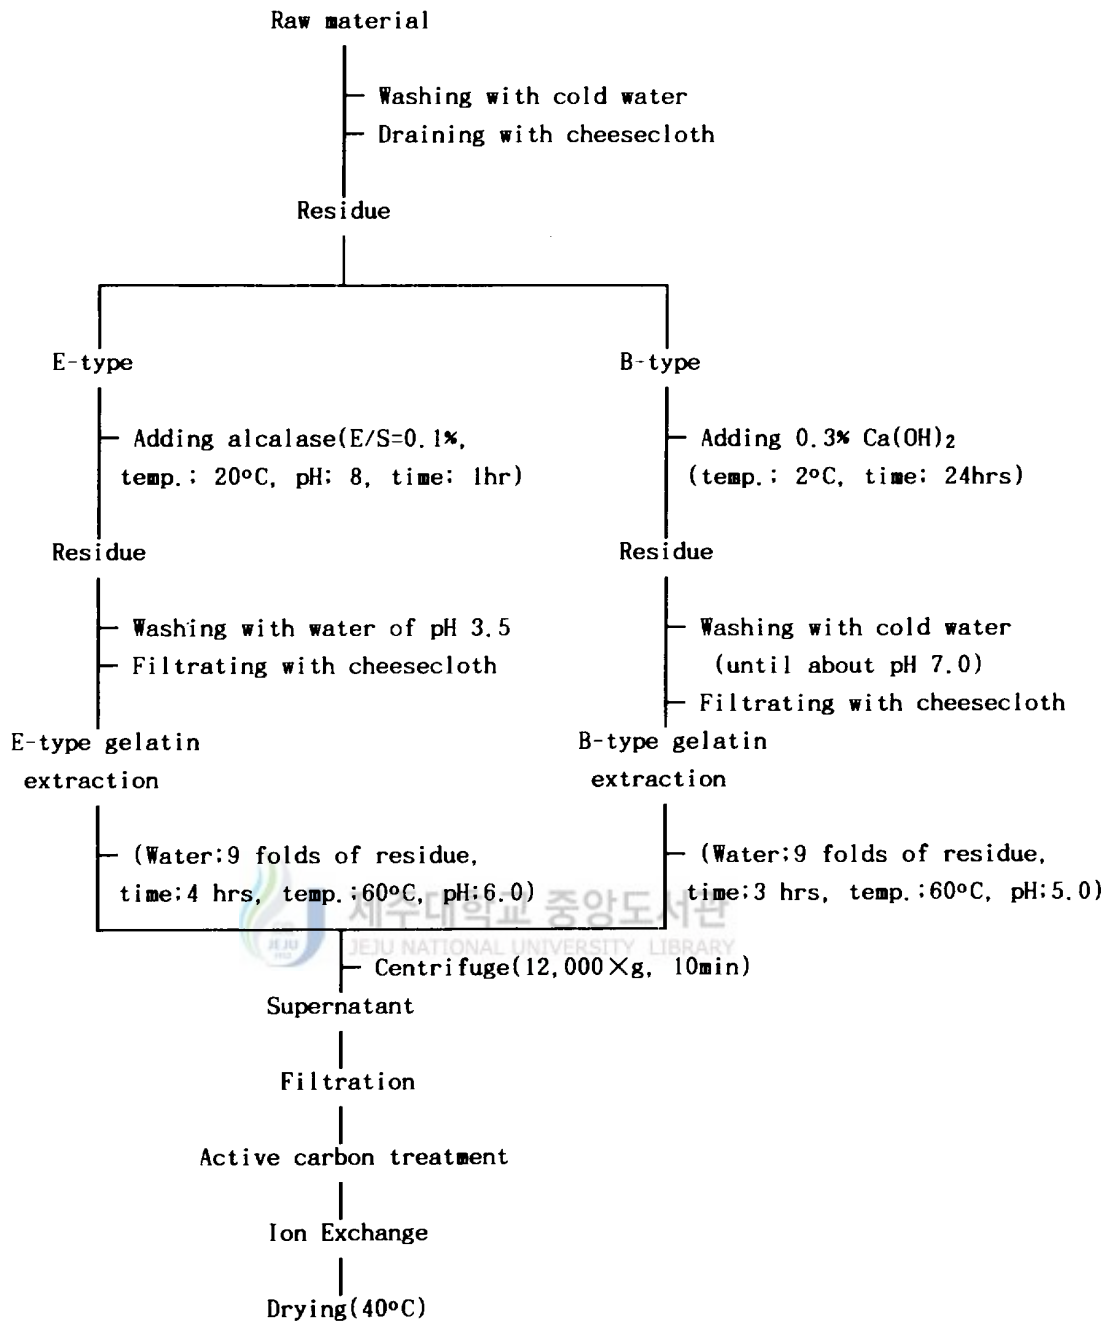 Raw material
Washing with cold water
Draining with cheesecloth
Residue
E-type
Adding alcalase(E/S=0.1%,
temp.: 20°C, pH: 8, time: 1hr)
Residue
Washing with water of pH 3.5
Filtrating with cheesecloth
E-type gelatin
extraction
(Water:9 folds of residue,
time:4 hrs, temp.:60°C, pH:6.0)
B-type
Adding 0.3% Ca(OH)₂
(temp.: 2°C, time: 24hrs)
Residue
Washing with cold water
(until about pH 7.0)
Filtrating with cheesecloth
B-type gelatin
extraction
(Water:9 folds of residue,
time:3 hrs, temp.:60°C, pH:5.0)
제주대학교 중앙도서관
JEJU NATIONAL UNIVERSITY LIBRARY
JEJU
1952
Centrifuge(12,000×g, 10min)
Supernatant
Filtration
Active carbon treatment
Ion Exchange
Drying(40°C)